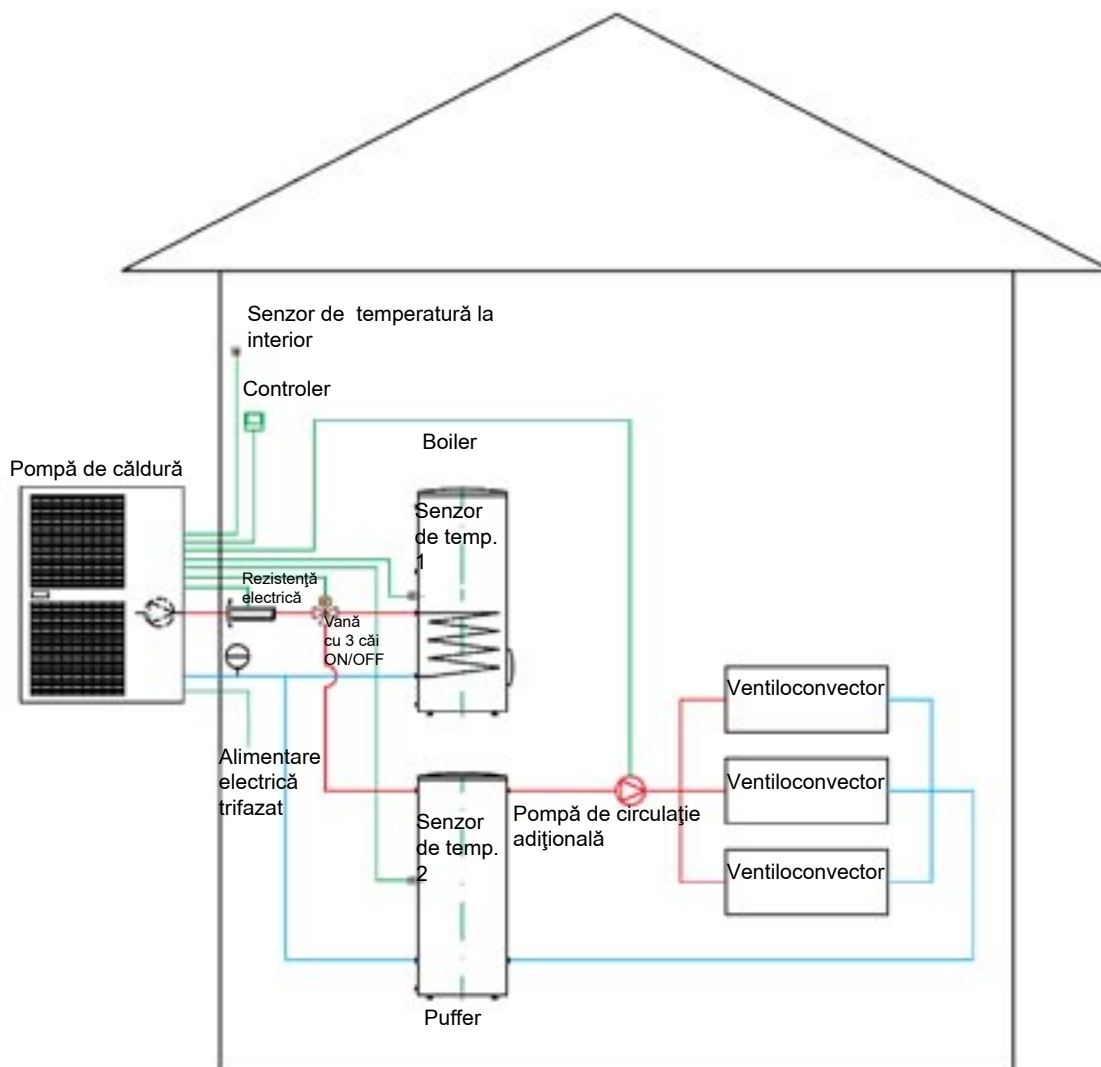 Senzor de temperatură la
interior
Controler
Boiler
Pompă de căldură
Senzor
de temp.
1
Rezistenţă
electrică
Vană
cu 3 căi
ON/OFF
Ventiloconvector
Alimentare
electrică
trifazat
Ventiloconvector
Pompă de circulaţie
adiţională
Senzor
de temp.
2
Ventiloconvector
Puffer